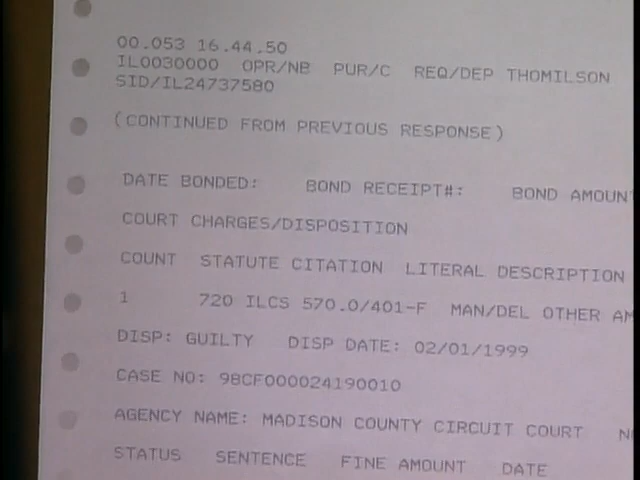 00.053 16.44.50
IL0030000 OPR/NB PUR/C REQ/DEP THOMILSON
SID/IL24737580
(CONTINUED FROM PREVIOUS RESPONSE)
DATE BONDED: BOND RECEIPT#: BOND AMOUN
COURT CHARGES/DISPOSITION
COUNT STATUTE CITATION LITERAL DESCRIPTION
1 720 ILCS 570.0/401-F MAN/DEL OTHER AM
DISP: GUILTY DISP DATE: 02/01/1999
CASE NO: 98CF000024190010
AGENCY NAME: MADISON COUNTY CIRCUIT COURT N
STATUS SENTENCE FINE AMOUNT DATE